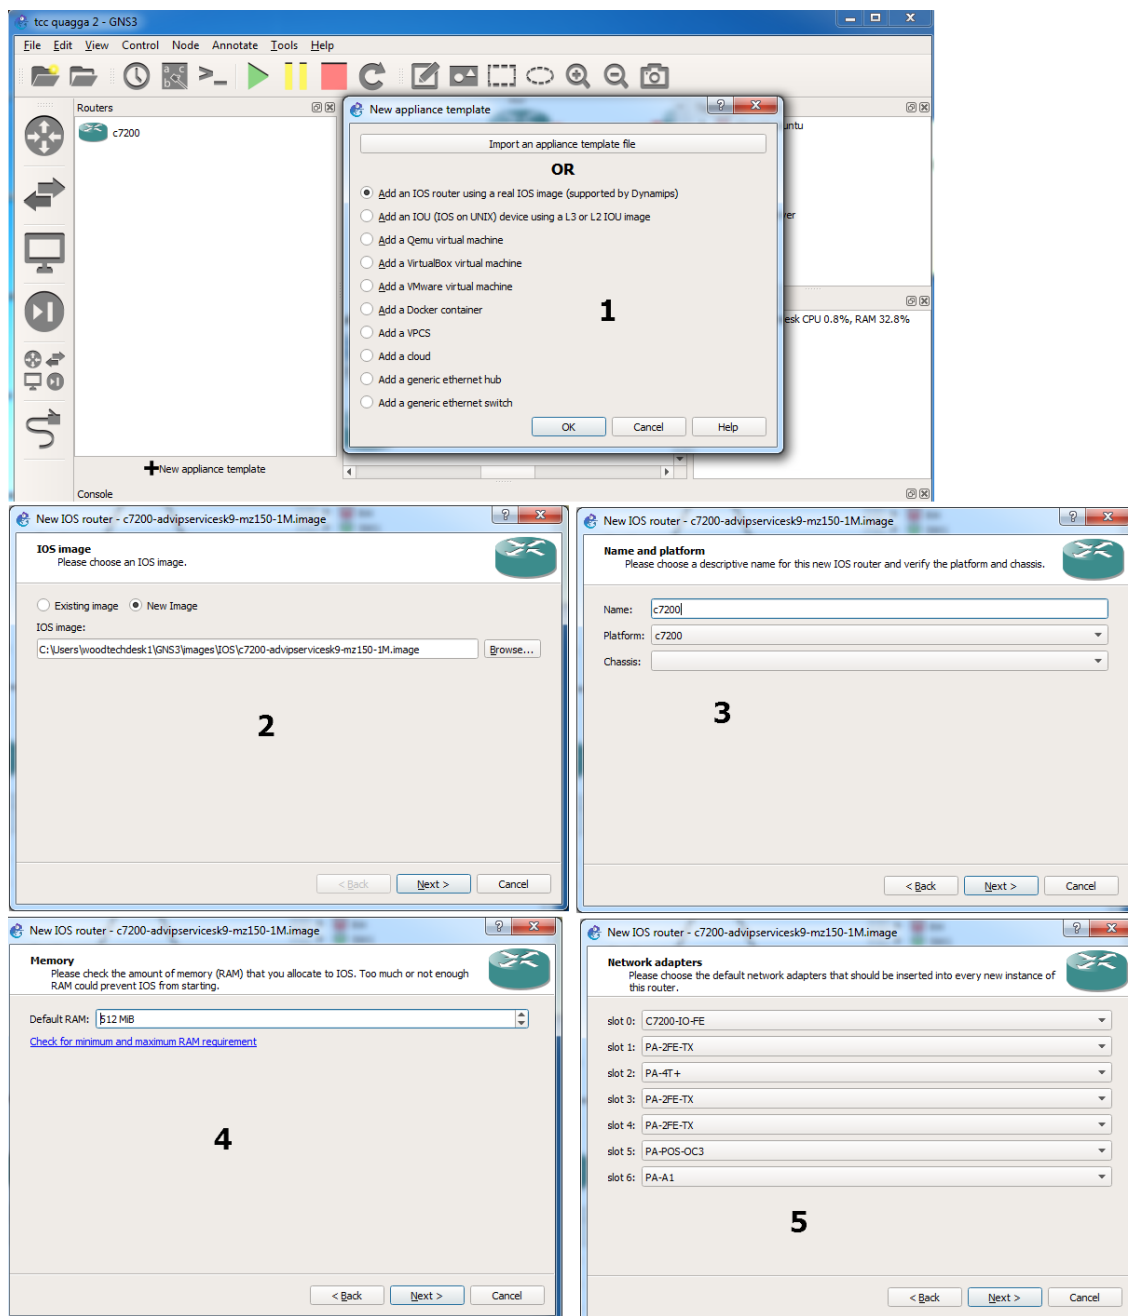 tcc quagga 2 - GNS3
File Edit View Control Node Annotate Tools Help
Routers
c7200
New appliance template
Import an appliance template file
OR
Add an IOS router using a real IOS image (supported by Dynamips)
Add an IOU (IOS on UNIX) device using a L3 or L2 IOU image
Add a Qemu virtual machine
Add a VirtualBox virtual machine
Add a VMware virtual machine
Add a Docker container
Add a VPCS
Add a cloud
Add a generic ethernet hub
Add a generic ethernet switch
1
OK Cancel Help
untu
ver
esk CPU 0.8%, RAM 32.8%
New appliance template
Console
New IOS router - c7200-advipservicesk9-mz150-1M.image
IOS image
Please choose an IOS image.
Existing image New Image
IOS image:
C:\Users\woodtechdesk1\GNS3\images\IOS\c7200-advipservicesk9-mz150-1M.image Browse...
2
< Back Next > Cancel
New IOS router - c7200-advipservicesk9-mz150-1M.image
Name and platform
Please choose a descriptive name for this new IOS router and verify the platform and chassis.
Name: c7200
Platform: c7200
Chassis:
3
< Back Next > Cancel
New IOS router - c7200-advipservicesk9-mz150-1M.image
Memory
Please check the amount of memory (RAM) that you allocate to IOS. Too much or not enough
RAM could prevent IOS from starting.
Default RAM: 512 MiB
Check for minimum and maximum RAM requirement
4
< Back Next > Cancel
New IOS router - c7200-advipservicesk9-mz150-1M.image
Network adapters
Please choose the default network adapters that should be inserted into every new instance of
this router.
slot 0: C7200-IO-FE
slot 1: PA-2FE-TX
slot 2: PA-4T+
slot 3: PA-2FE-TX
slot 4: PA-2FE-TX
slot 5: PA-POS-OC3
slot 6: PA-A1
5
< Back Next > Cancel